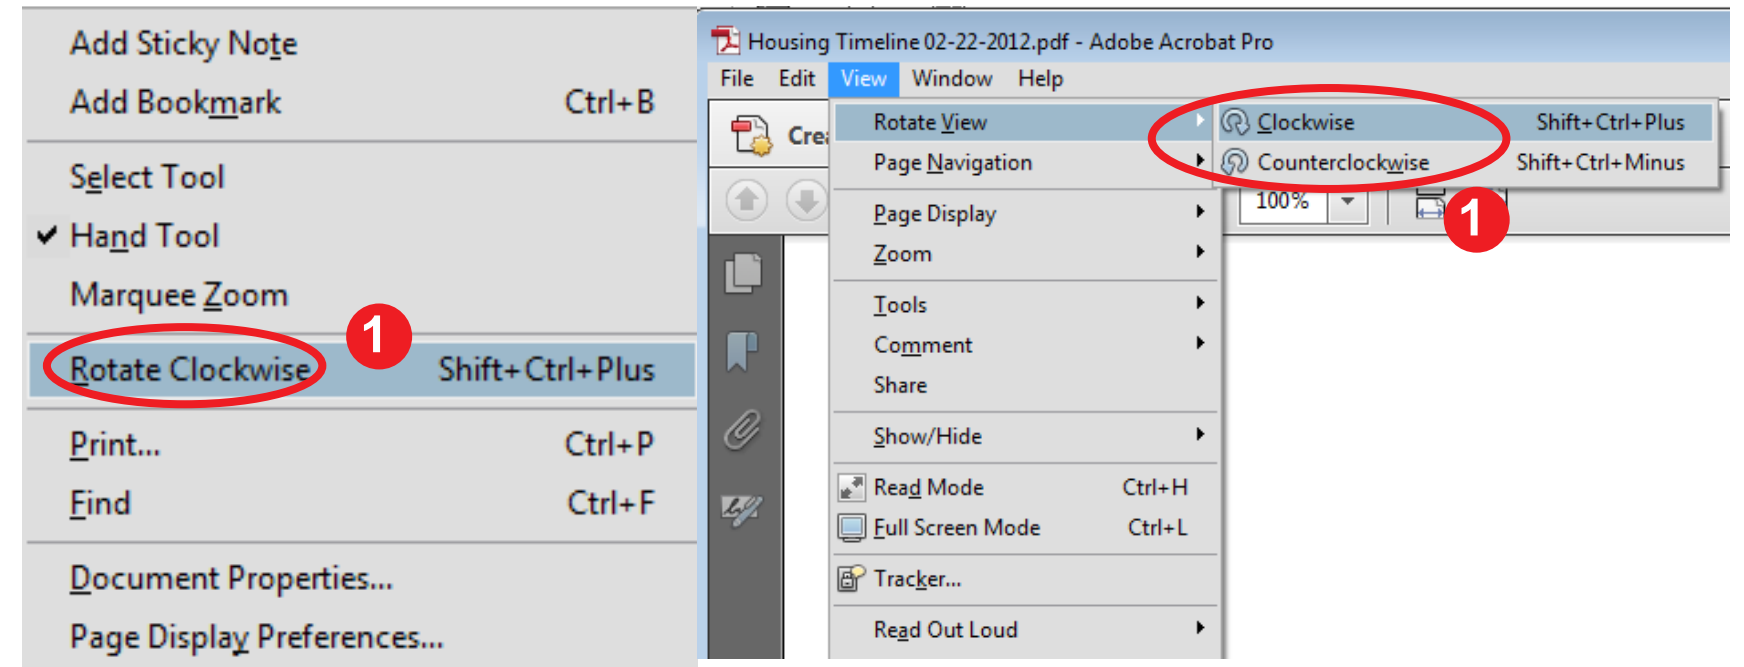 Add Sticky Note
Add Bookmark Ctrl+B
Select Tool
Hand Tool
Marquee Zoom
1
Rotate Clockwise Shift+Ctrl+Plus
Print... Ctrl+P
Find Ctrl+F
Document Properties...
Page Display Preferences...
Housing Timeline 02-22-2012.pdf - Adobe Acrobat Pro
File Edit View Window Help
Crea
Rotate View
Page Navigation
Page Display
Zoom
Tools
Comment
Share
Show/Hide
Read Mode Ctrl+H
Full Screen Mode Ctrl+L
Tracker...
Read Out Loud
Clockwise Shift+Ctrl+Plus
Counterclockwise Shift+Ctrl+Minus
100%
1